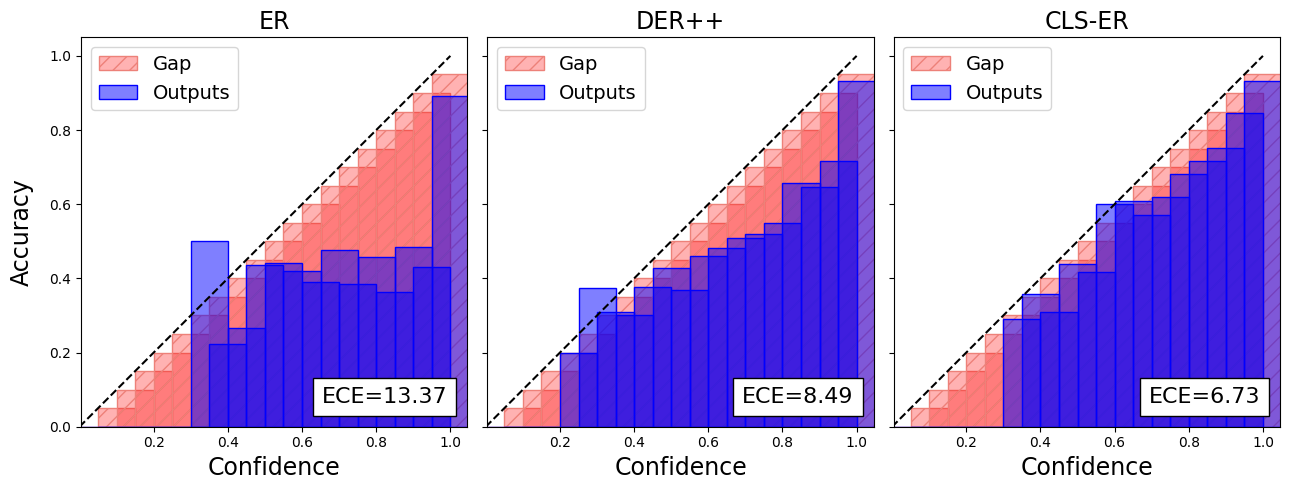 ER
DER++
CLS-ER
Gap
Outputs
Gap
Outputs
Gap
Outputs
Accuracy
1.0
0.8
0.6
0.4
0.2
0.0
ECE=13.37
ECE=8.49
ECE=6.73
0.2 0.4 0.6 0.8 1.0
0.2 0.4 0.6 0.8 1.0
0.2 0.4 0.6 0.8 1.0
Confidence
Confidence
Confidence